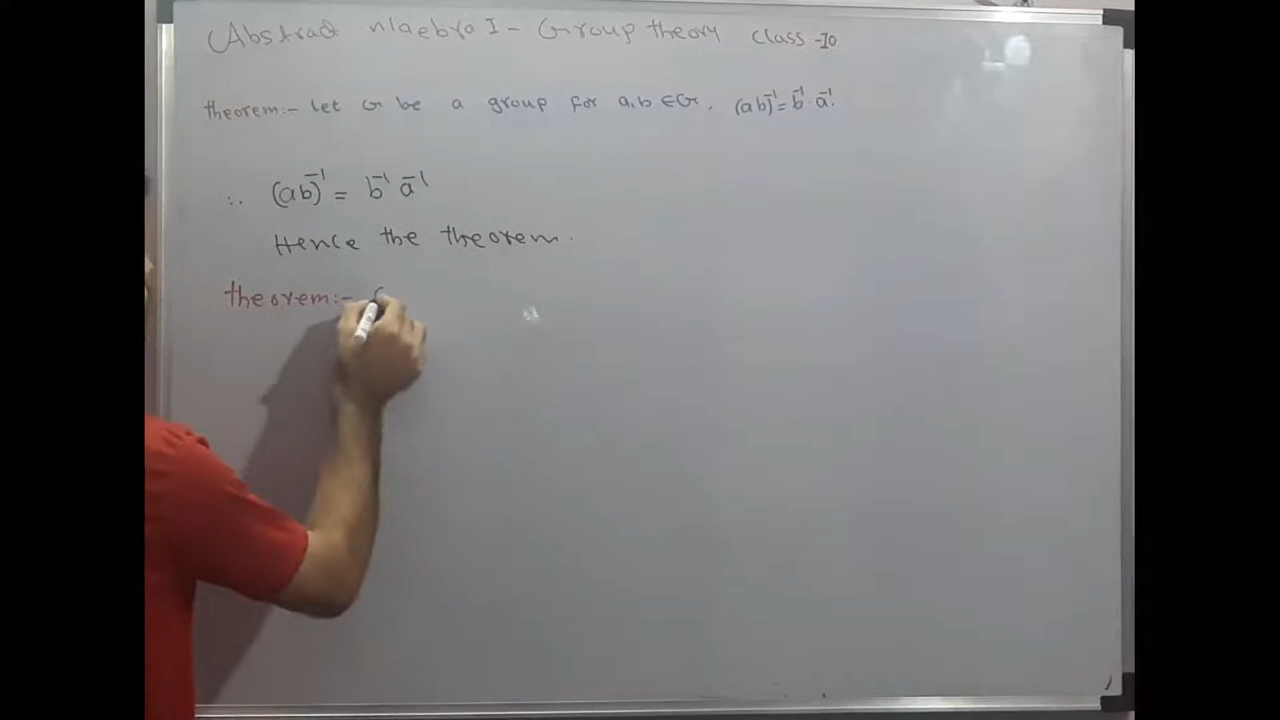 Abstract Algebra I - Group theory class -10
theorem:- Let G be a group for a,b ∈ G, (ab)⁻¹ = b⁻¹·a⁻¹.
∴ (ab)⁻¹ = b⁻¹ a⁻¹
Hence the theorem.
theorem:-